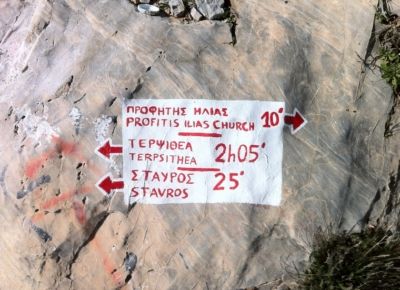 ΠΡΟΦΗΤΗΣ ΗΛΙΑΣ
PROFITIS ILIAS CHURCH 10'
ΤΕΡΨΙΘΕΑ
TERPSITHEA 2h05'
ΣΤΑΥΡΟΣ 25'
STAVROS